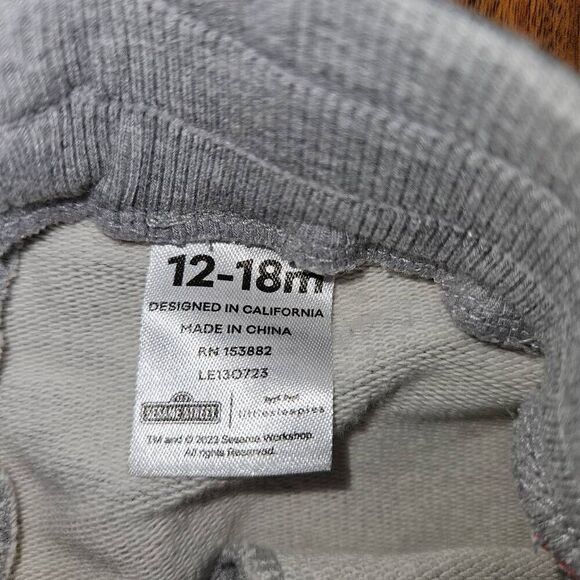 12-18m
DESIGNED IN CALIFORNIA
MADE IN CHINA
RN 153882
LE130723
123
SESAME STREET
littlesleepies
TM and © 2023 Sesame Workshop.
All rights Reserved.